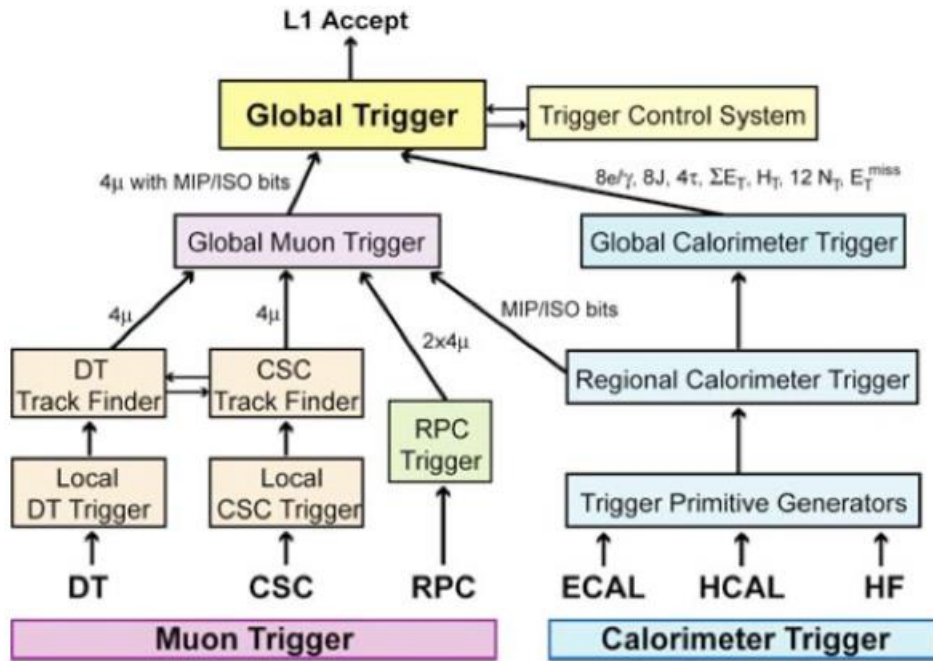 L1 Accept
Global Trigger
Trigger Control System
4μ with MIP/ISO bits
8e/γ, 8J, 4τ, ΣE_T, H_T, 12 N_T, E_T^miss
Global Muon Trigger
Global Calorimeter Trigger
4μ
4μ
2x4μ
MIP/ISO bits
DT
Track Finder
CSC
Track Finder
Regional Calorimeter Trigger
RPC
Trigger
Local
DT Trigger
Local
CSC Trigger
Trigger Primitive Generators
DT
CSC
RPC
ECAL
HCAL
HF
Muon Trigger
Calorimeter Trigger